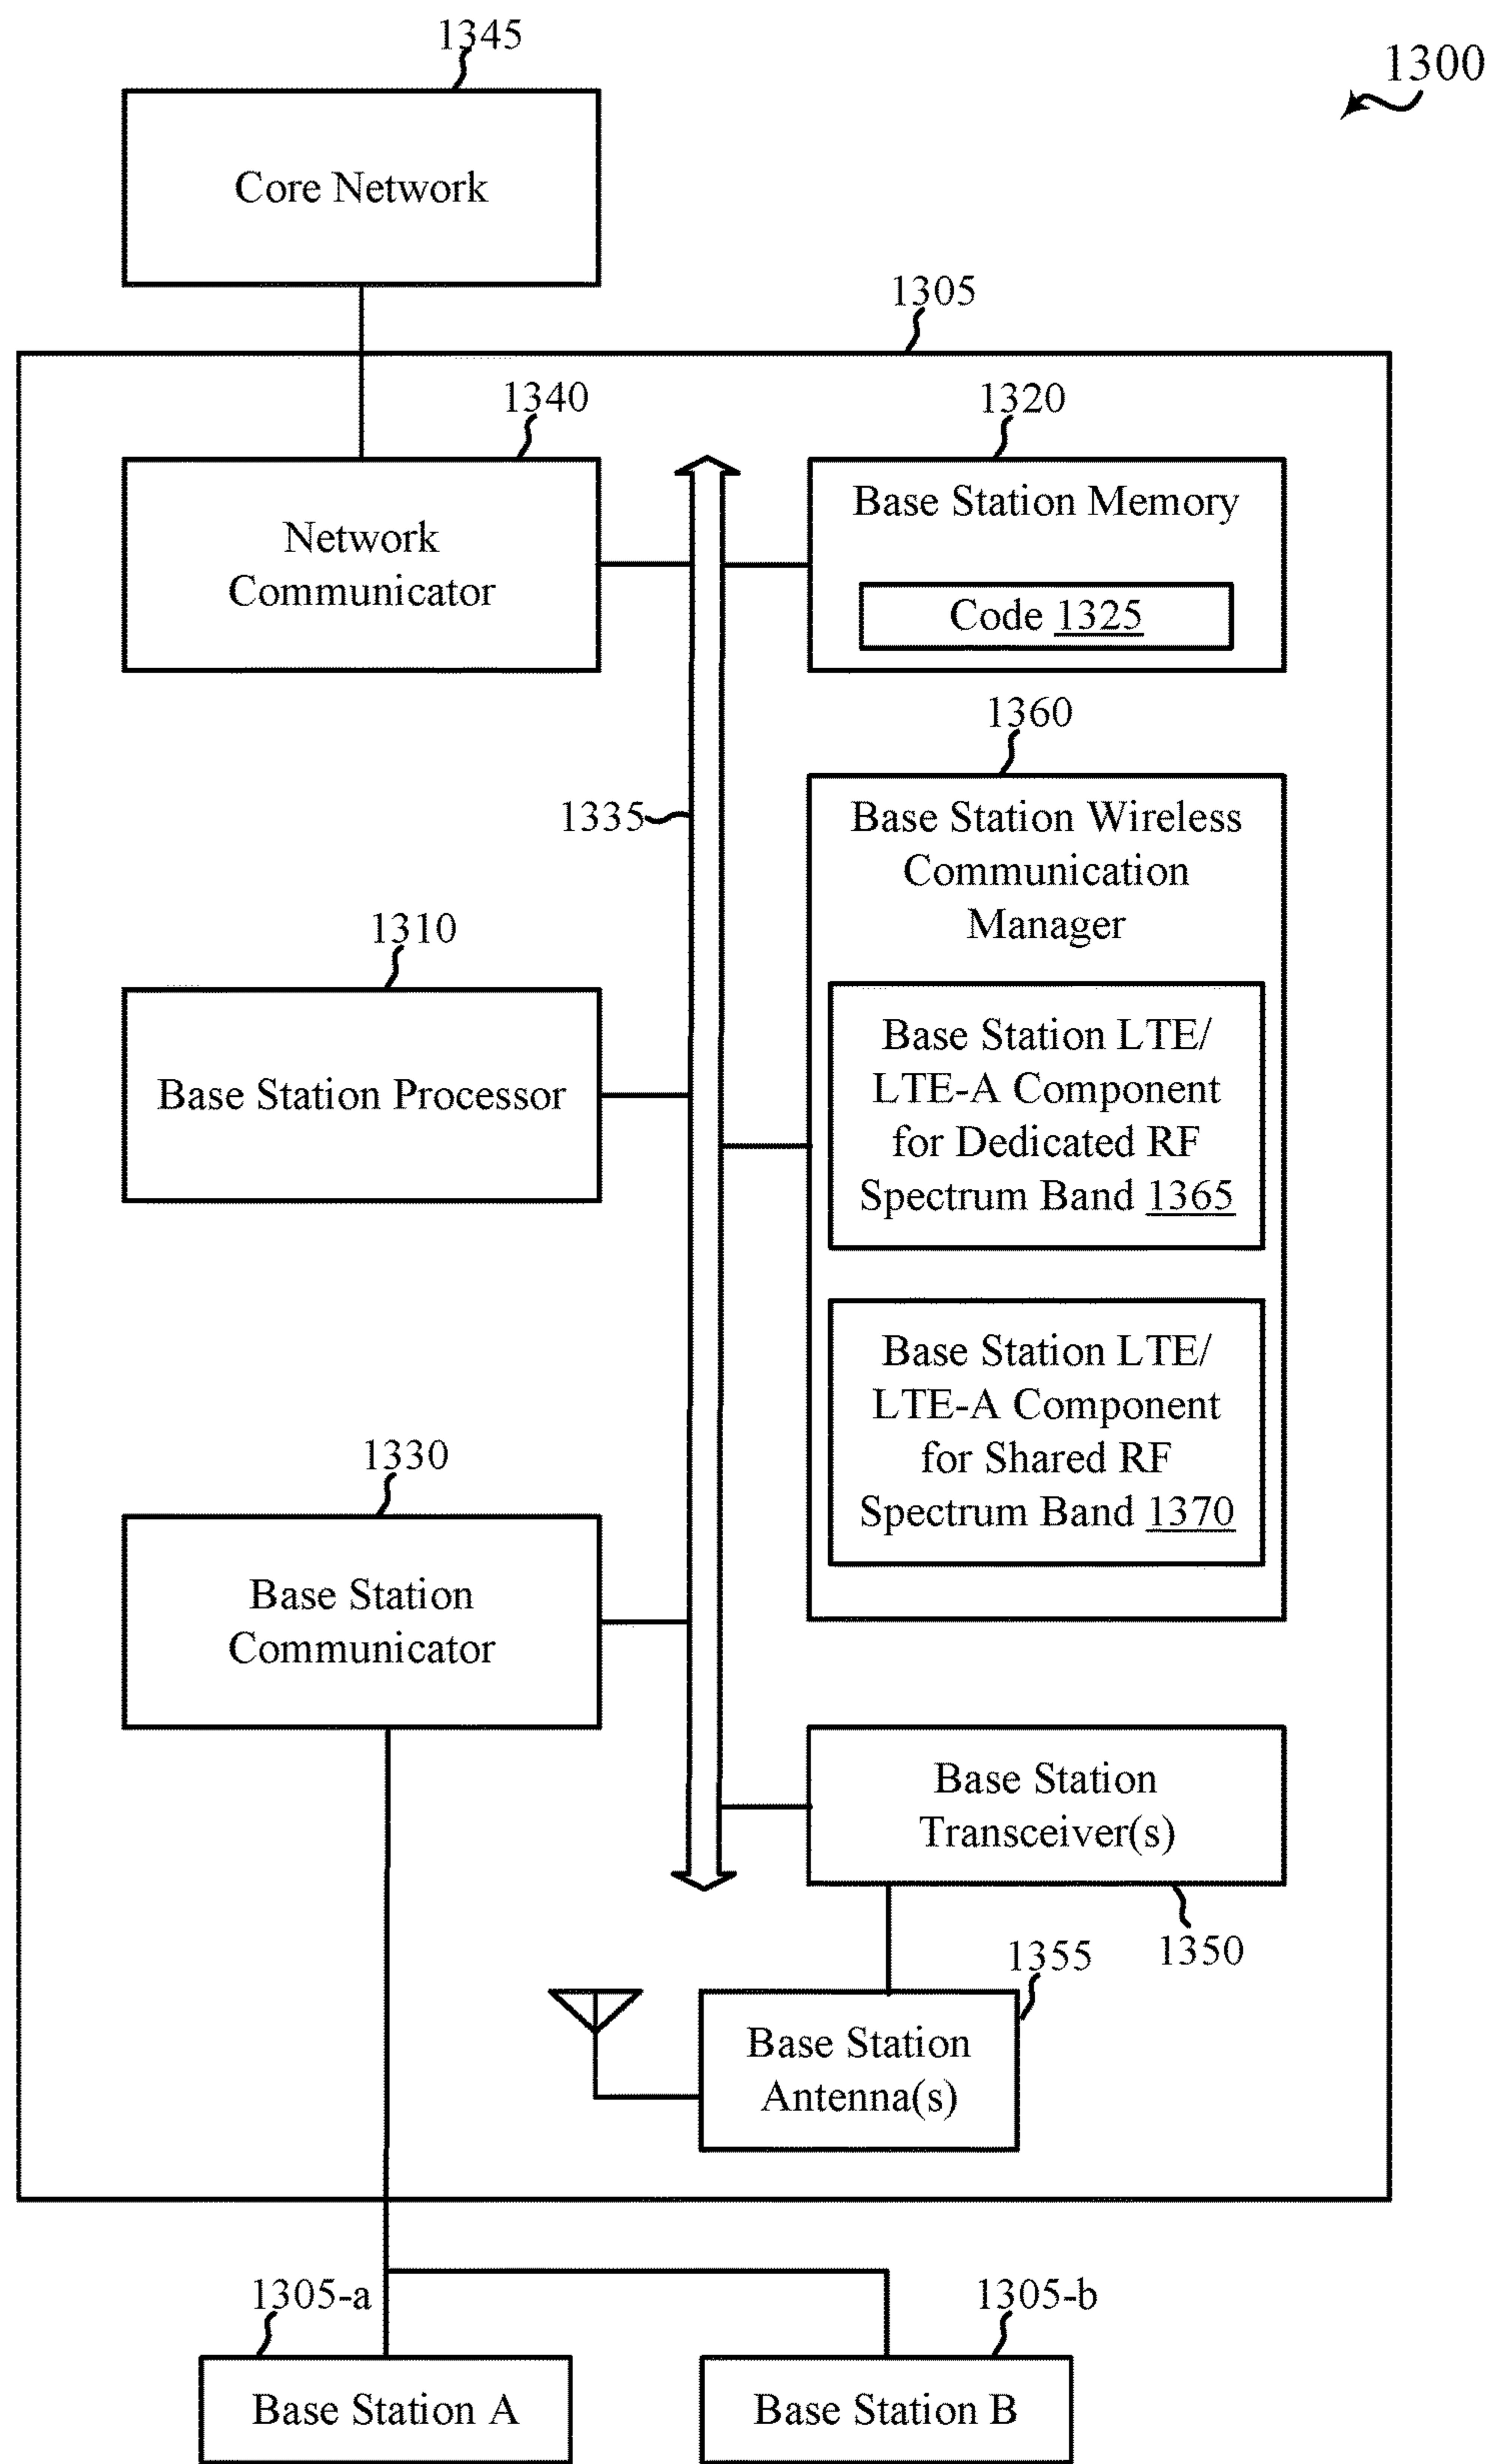 1345
1300
Core Network
1305
1340
1320
Network
Communicator
Base Station Memory
Code 1325
1360
1335
Base Station Wireless
Communication
Manager
1310
Base Station Processor
Base Station LTE/
LTE-A Component
for Dedicated RF
Spectrum Band 1365
Base Station LTE/
LTE-A Component
for Shared RF
Spectrum Band 1370
1330
Base Station
Communicator
Base Station
Transceiver(s)
1350
1355
Base Station
Antenna(s)
1305-a
1305-b
Base Station A
Base Station B